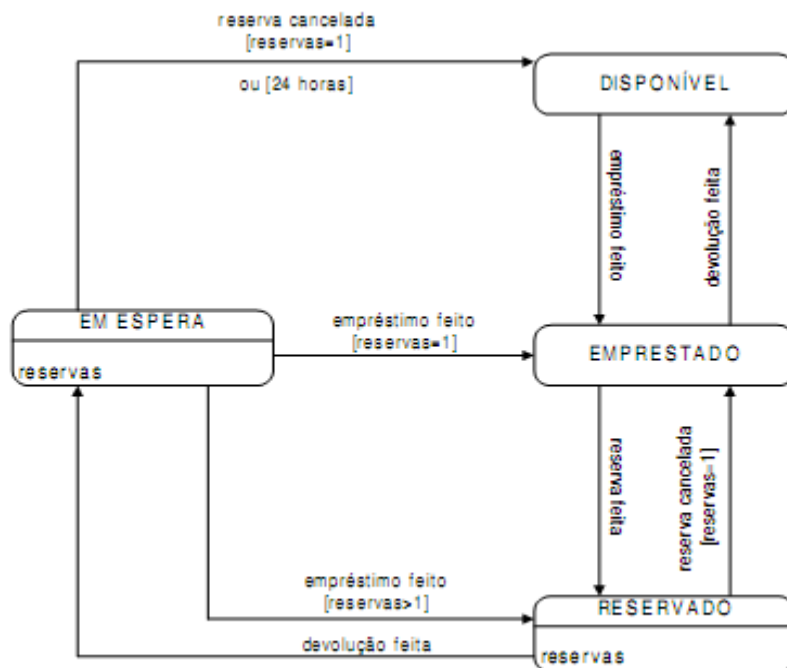 reserva cancelada
[reservas=1]
ou [24 horas]
DISPONÍVEL
empréstimo feito
devolução feita
EM ESPERA
reservas
empréstimo feito
[reservas=1]
EMPRESTADO
reserva feita
reserva cancelada
[reservas=1]
empréstimo feito
[reservas>1]
devolução feita
RESERVADO
reservas